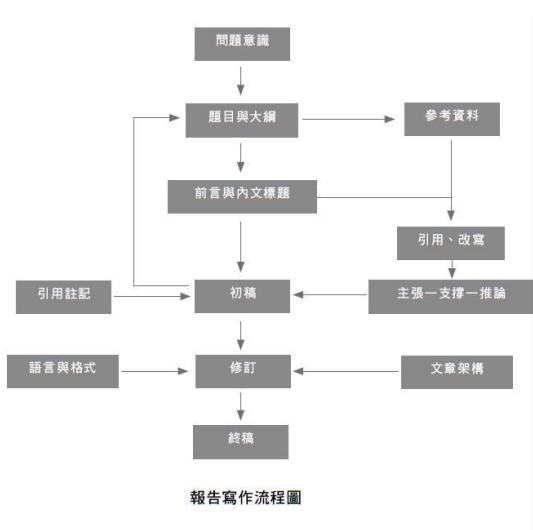 問題意識
題目與大綱
參考資料
前言與內文標題
引用、改寫
引用註記
初稿
主張—支撐—推論
語言與格式
修訂
文章架構
終稿
報告寫作流程圖